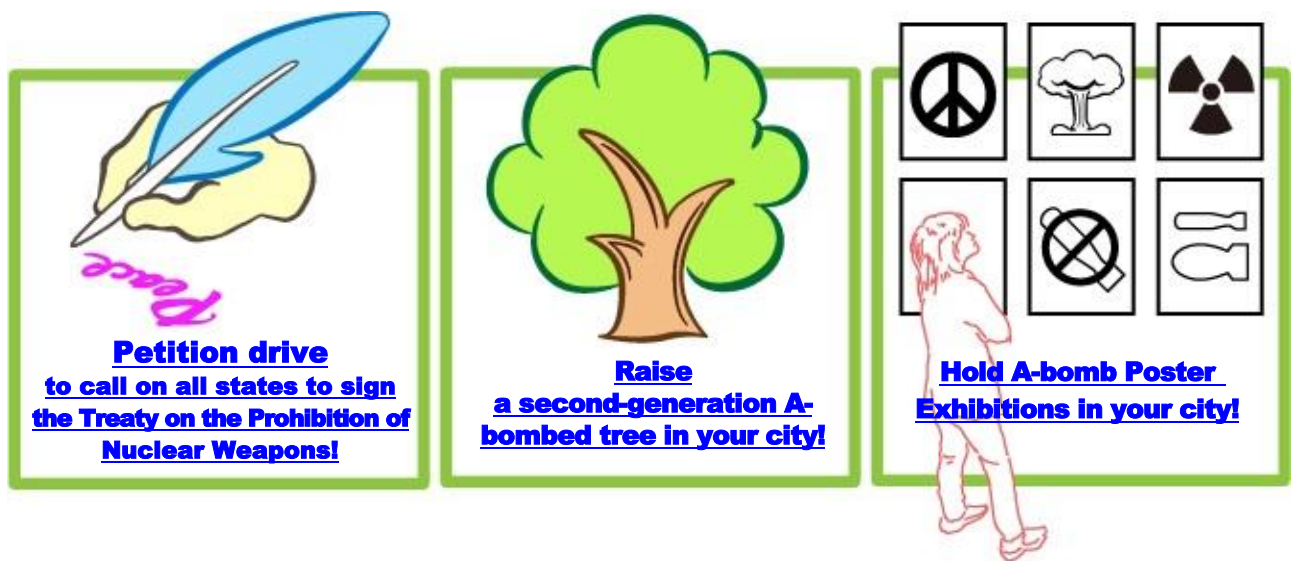 Peace
Petition drive
to call on all states to sign
the Treaty on the Prohibition of
Nuclear Weapons!
Raise
a second-generation A-
bombed tree in your city!
Hold A-bomb Poster
Exhibitions in your city!